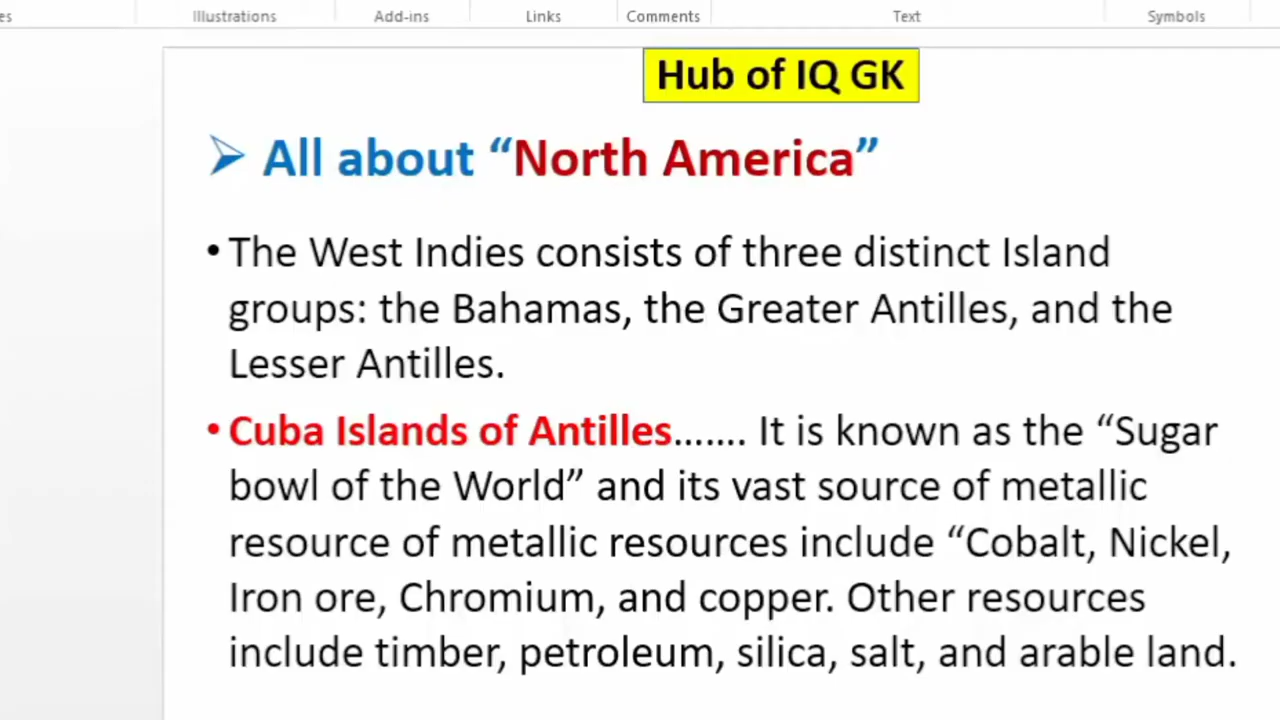 es Illustrations Add-ins Links Comments Text Symbols
Hub of IQ GK
All about “North America”
• The West Indies consists of three distinct Island
groups: the Bahamas, the Greater Antilles, and the
Lesser Antilles.
• Cuba Islands of Antilles……. It is known as the “Sugar
bowl of the World” and its vast source of metallic
resource of metallic resources include “Cobalt, Nickel,
Iron ore, Chromium, and copper. Other resources
include timber, petroleum, silica, salt, and arable land.